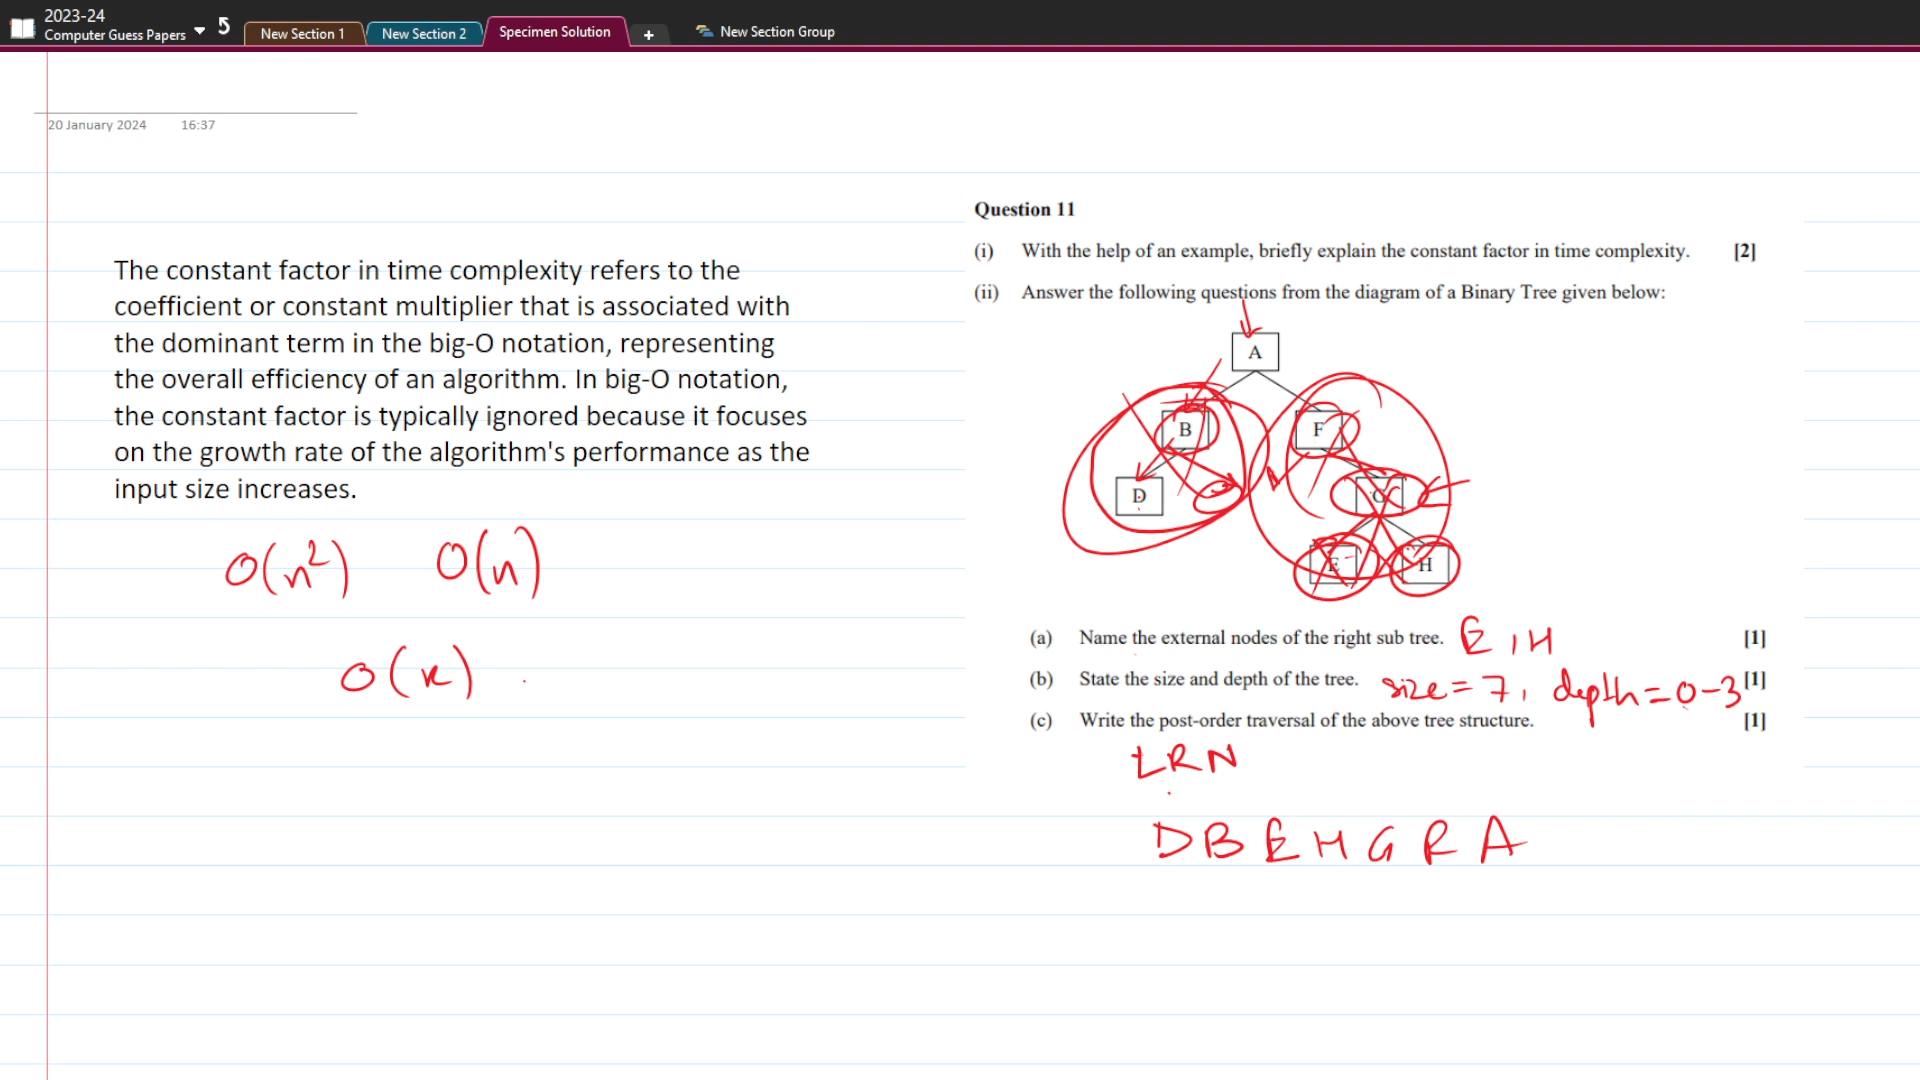 2023-24
Computer Guess Papers
New Section 1
New Section 2
Specimen Solution
+
New Section Group
20 January 2024 16:37
The constant factor in time complexity refers to the
coefficient or constant multiplier that is associated with
the dominant term in the big-O notation, representing
the overall efficiency of an algorithm. In big-O notation,
the constant factor is typically ignored because it focuses
on the growth rate of the algorithm's performance as the
input size increases.
O(n²) O(n)
O(k)
Question 11
(i) With the help of an example, briefly explain the constant factor in time complexity. [2]
(ii) Answer the following questions from the diagram of a Binary Tree given below:
A
B F
D G
E H
(a) Name the external nodes of the right sub tree. E, H [1]
(b) State the size and depth of the tree. size = 7, depth = 0-3 [1]
(c) Write the post-order traversal of the above tree structure. [1]
LRN
D B E H G R A